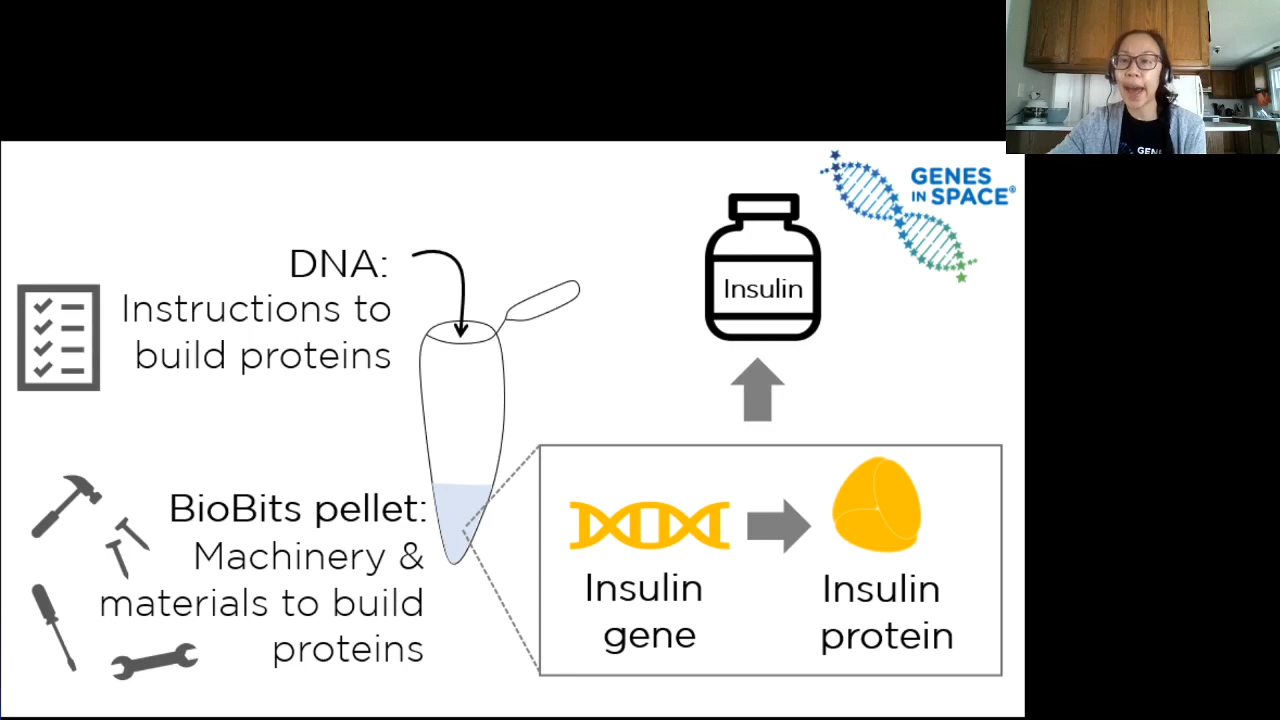 GENES
IN SPACE®
DNA:
Instructions to
build proteins
Insulin
BioBits pellet:
Machinery &
materials to build
proteins
Insulin
gene
Insulin
protein
GEN